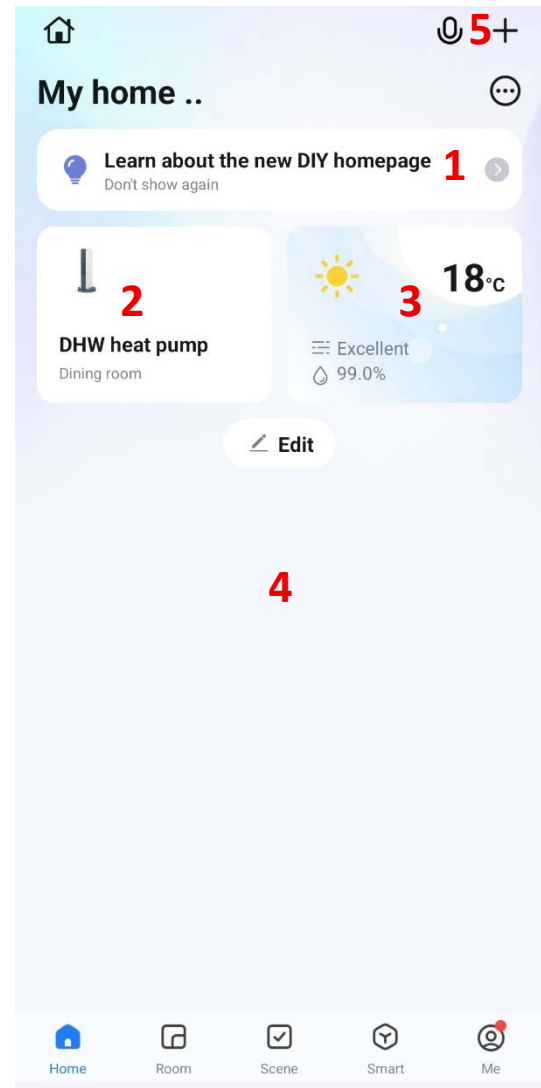 5
My home ..
Learn about the new DIY homepage 1
Don't show again
2
DHW heat pump
Dining room
18°C
3
Excellent
99.0%
Edit
4
Home Room Scene Smart Me